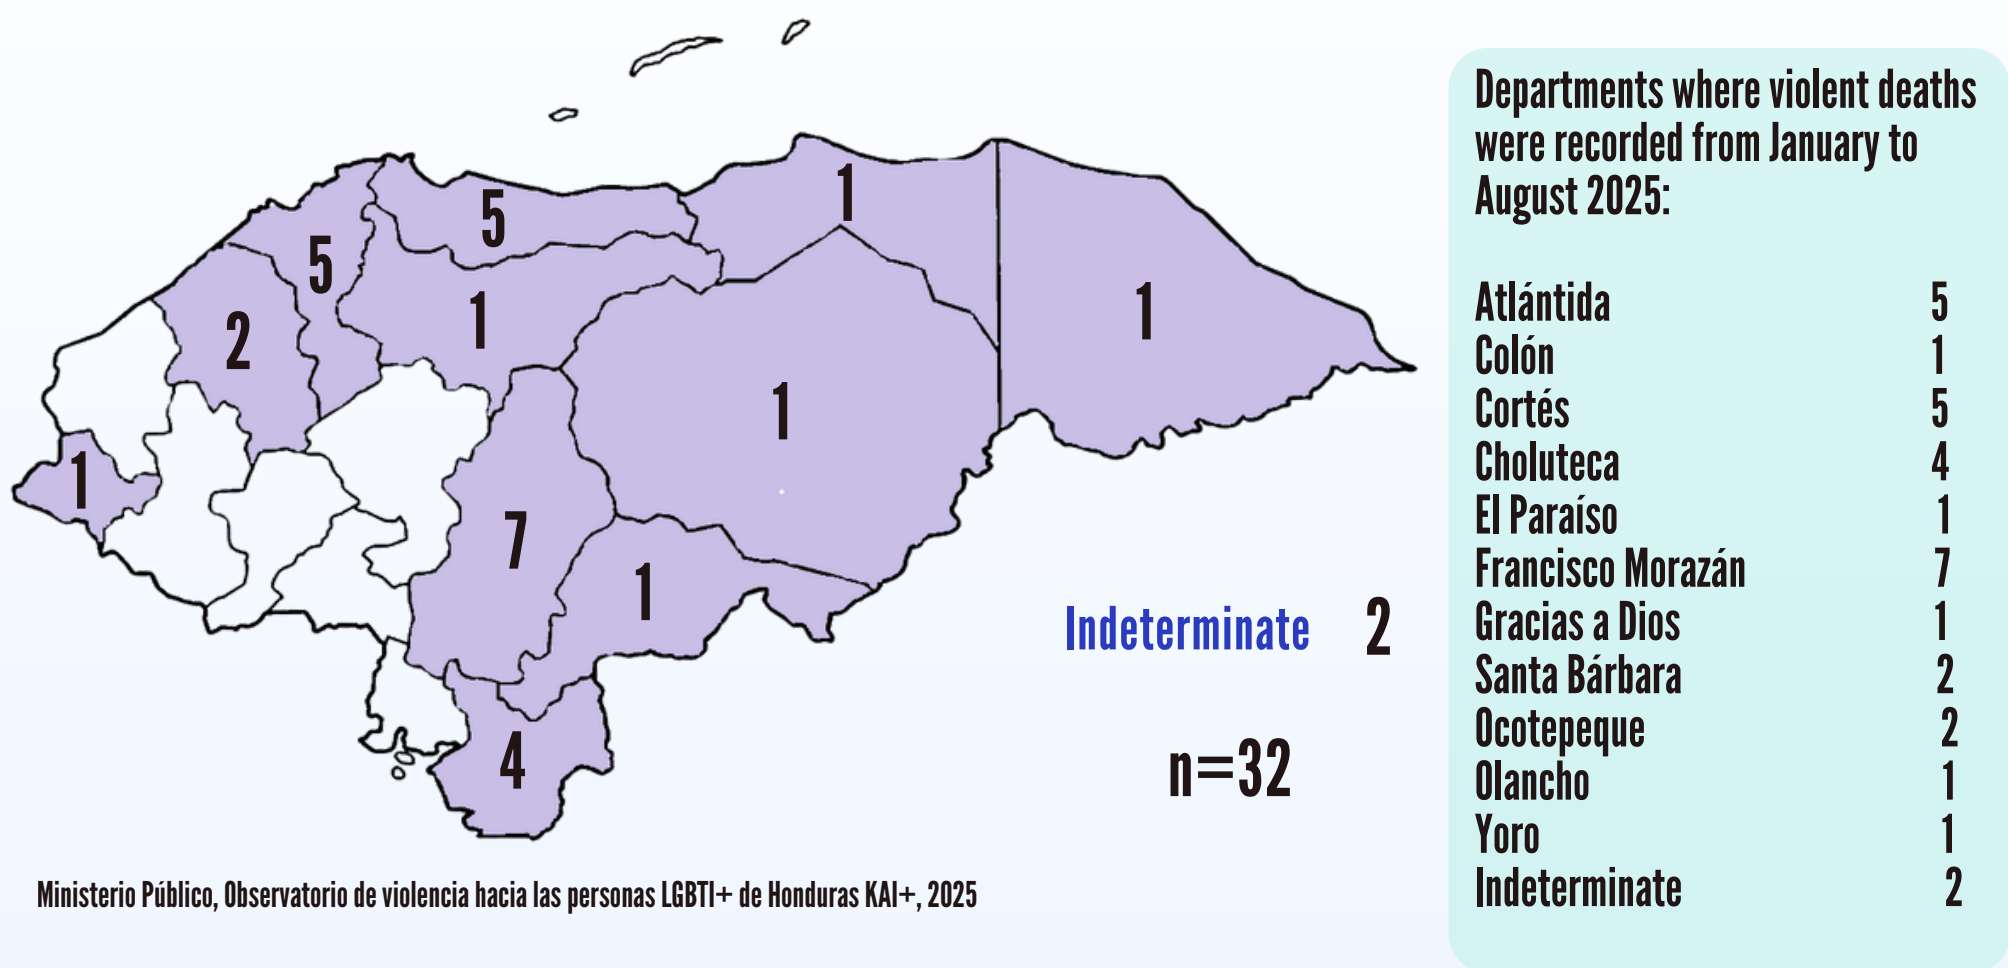 5
1
5
2
1
1
1
1
7
1
4
Indeterminate 2
n=32
Ministerio Público, Observatorio de violencia hacia las personas LGBTI+ de Honduras KAI+, 2025
Departments where violent deaths
were recorded from January to
August 2025:
Atlántida 5
Colón 1
Cortés 5
Choluteca 4
El Paraíso 1
Francisco Morazán 7
Gracias a Dios 1
Santa Bárbara 2
Ocotepeque 2
Olancho 1
Yoro 1
Indeterminate 2